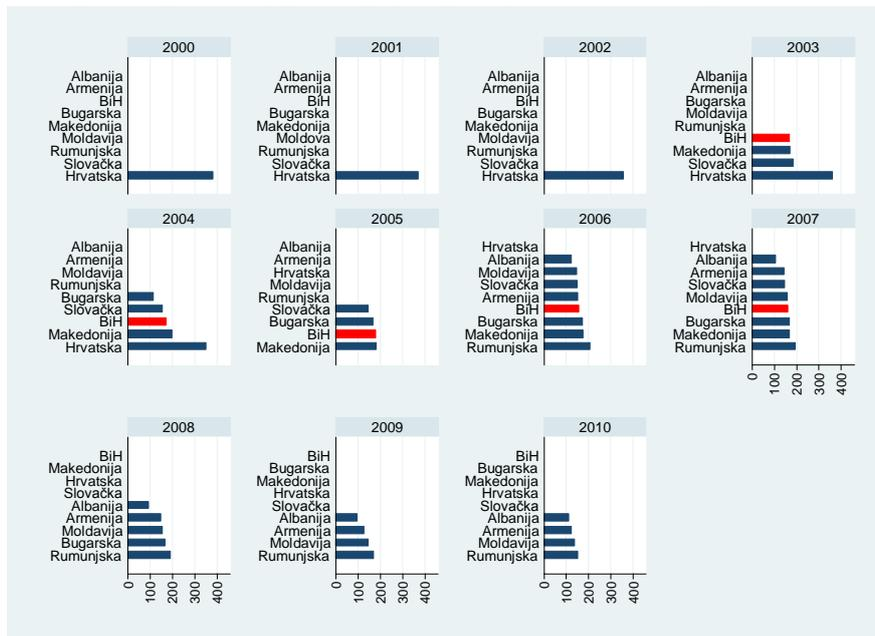 2000
Albanija
Armenija
BiH
Bugarska
Makedonija
Moldavija
Rumunjska
Slovačka
Hrvatska
2001
Albanija
Armenija
BiH
Bugarska
Makedonija
Moldova
Rumunjska
Slovačka
Hrvatska
2002
Albanija
Armenija
BiH
Bugarska
Makedonija
Moldavija
Rumunjska
Slovačka
Hrvatska
2003
Albanija
Armenija
Bugarska
Moldavija
Rumunjska
BiH
Makedonija
Slovačka
Hrvatska
2004
Albanija
Armenija
Moldavija
Rumunjska
Bugarska
Slovačka
BiH
Makedonija
Hrvatska
2005
Albanija
Armenija
Hrvatska
Moldavija
Rumunjska
Slovačka
Bugarska
BiH
Makedonija
2006
Hrvatska
Albanija
Moldavija
Slovačka
Armenija
BiH
Bugarska
Makedonija
Rumunjska
2007
Hrvatska
Albanija
Armenija
Slovačka
Moldavija
BiH
Bugarska
Makedonija
Rumunjska
0 100 200 300 400
2008
BiH
Makedonija
Hrvatska
Slovačka
Albanija
Armenija
Moldavija
Bugarska
Rumunjska
0 100 200 300 400
2009
BiH
Bugarska
Makedonija
Hrvatska
Slovačka
Albanija
Armenija
Moldavija
Rumunjska
0 100 200 300 400
2010
BiH
Bugarska
Makedonija
Hrvatska
Slovačka
Albanija
Armenija
Moldavija
Rumunjska
0 100 200 300 400